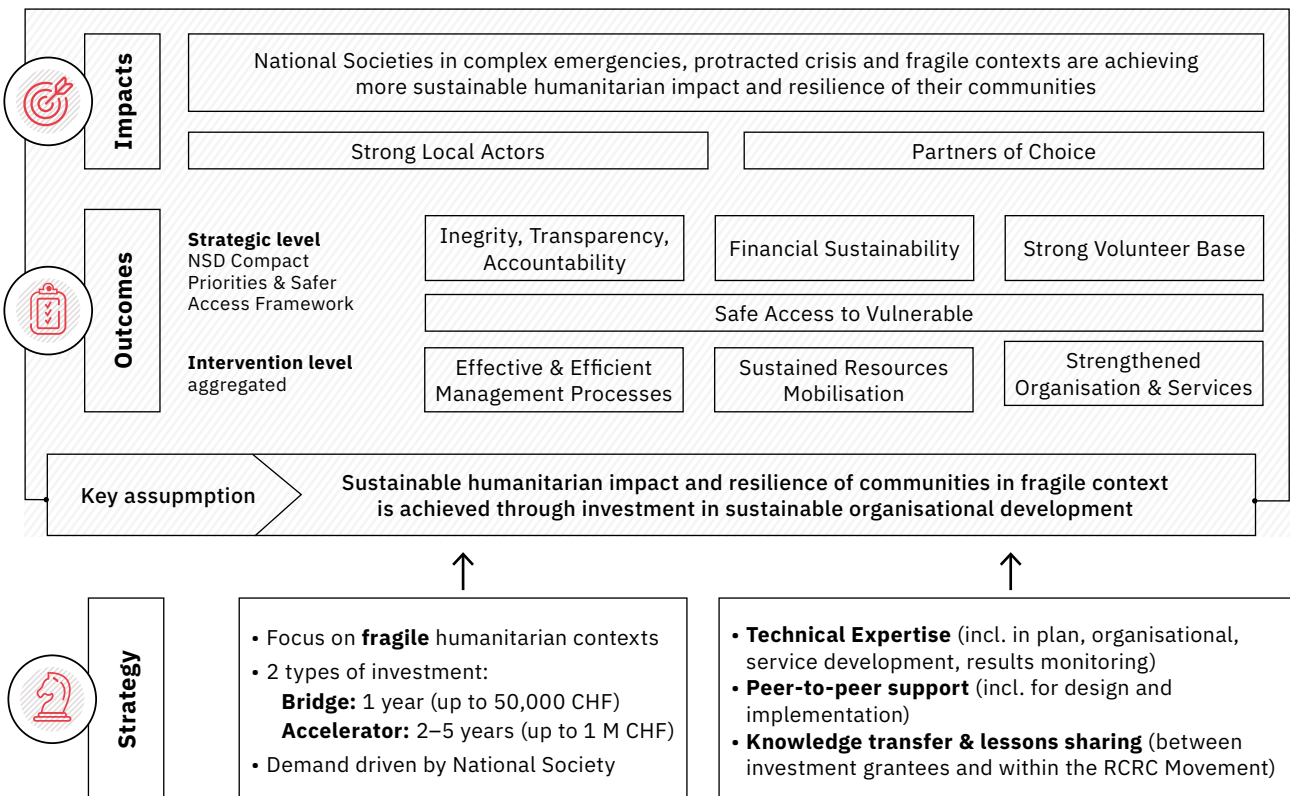 Impacts
National Societies in complex emergencies, protracted crisis and fragile contexts are achieving
more sustainable humanitarian impact and resilience of their communities
Strong Local Actors
Partners of Choice
Outcomes
Strategic level
NSD Compact
Priorities & Safer
Access Framework
Inegrity, Transparency,
Accountability
Financial Sustainability
Strong Volunteer Base
Safe Access to Vulnerable
Intervention level
aggregated
Effective & Efficient
Management Processes
Sustained Resources
Mobilisation
Strengthened
Organisation & Services
Key assupmption
Sustainable humanitarian impact and resilience of communities in fragile context
is achieved through investment in sustainable organisational development
Strategy
• Focus on fragile humanitarian contexts
• 2 types of investment:
Bridge: 1 year (up to 50,000 CHF)
Accelerator: 2–5 years (up to 1 M CHF)
• Demand driven by National Society
• Technical Expertise (incl. in plan, organisational,
service development, results monitoring)
• Peer-to-peer support (incl. for design and
implementation)
• Knowledge transfer & lessons sharing (between
investment grantees and within the RCRC Movement)